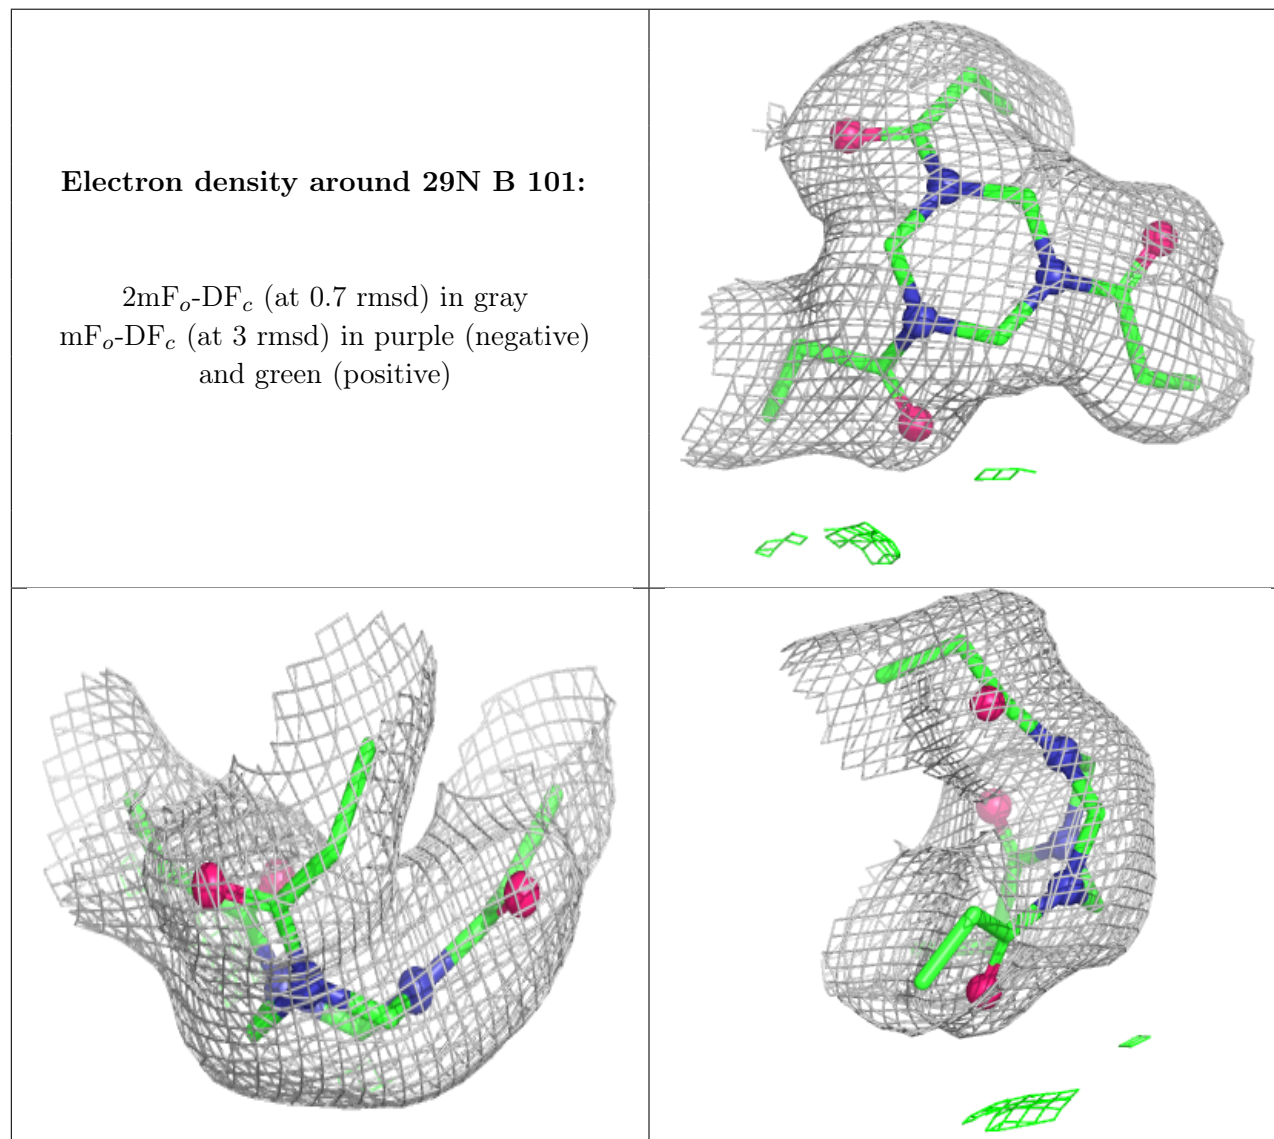 Electron density around 29N B 101:
2mFo-DFc (at 0.7 rmsd) in gray
mFo-DFc (at 3 rmsd) in purple (negative)
and green (positive)